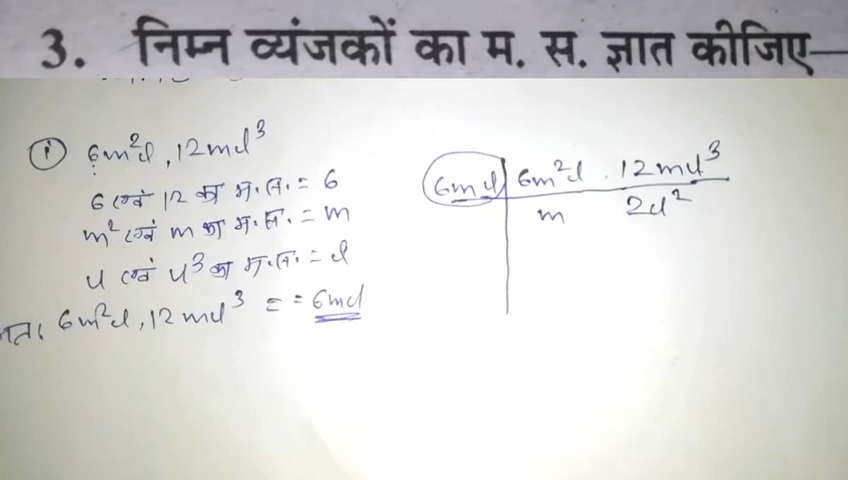 3. निम्न व्यंजकों का म. स. ज्ञात कीजिए—
(i) 6m²d, 12md³
6 एवं 12 का म.स. = 6
m² एवं m का म.स. = m
d एवं d³ का म.स. = d
अतः 6m²d, 12md³ = = 6md
6md | 6m²d . 12md³
m 2d²